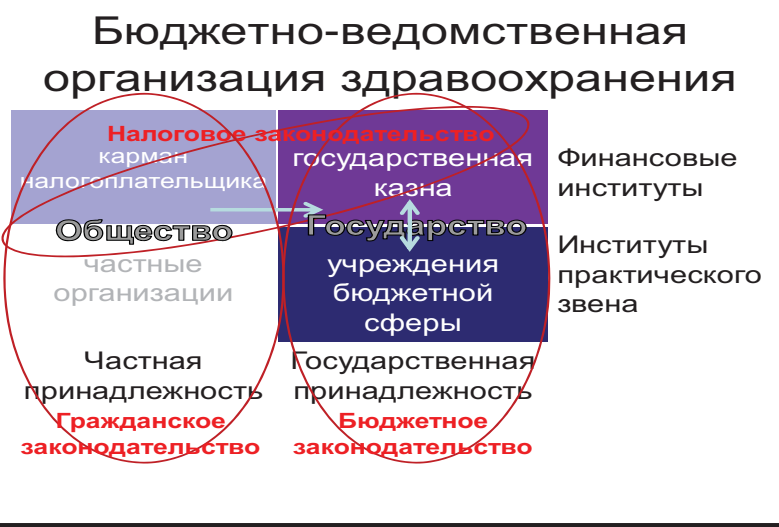 Бюджетно-ведомственная
организация здравоохранения
Налоговое законодательство
карман
налогоплательщика
государственная
казна
Финансовые
институты
Общество
Государство
частные
организации
учреждения
бюджетной
сферы
Институты
практического
звена
Частная
принадлежность
Государственная
принадлежность
Гражданское
законодательство
Бюджетное
законодательство